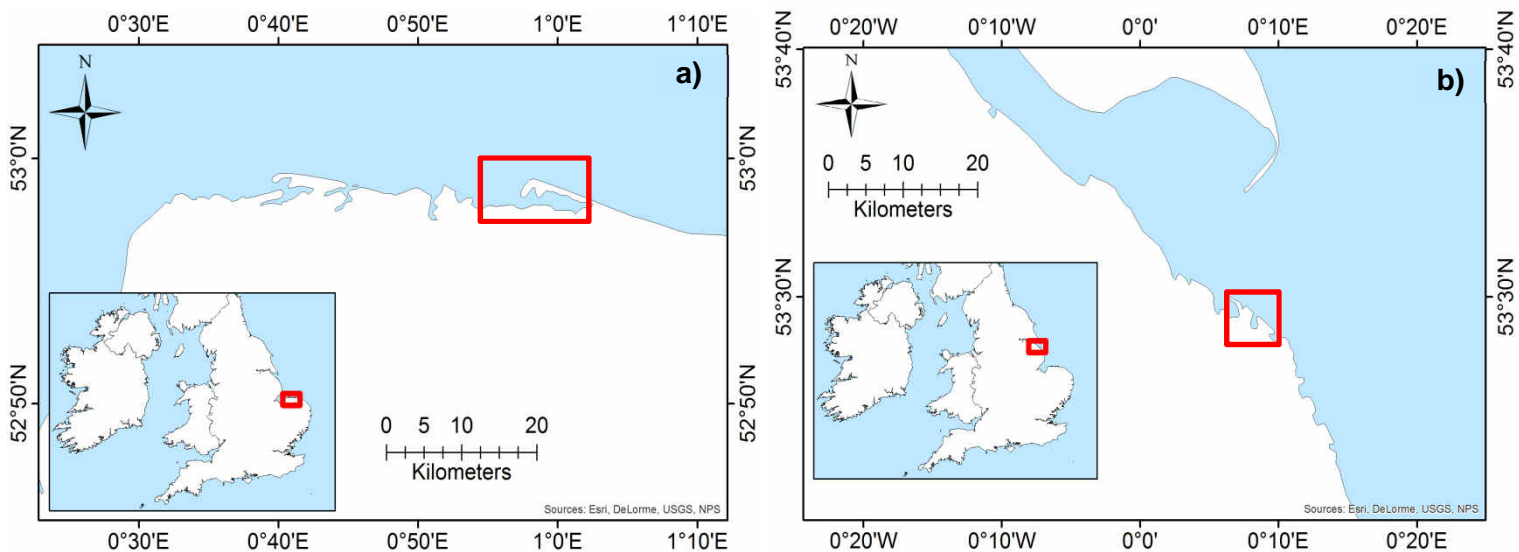 0°30'E 0°40'E 0°50'E 1°0'E 1°10'E
a)
N
53°0'N
52°50'N
53°0'N
52°50'N
0 5 10 20
Kilometers
Sources: Esri, DeLorme, USGS, NPS
0°30'E 0°40'E 0°50'E 1°0'E 1°10'E
0°20'W 0°10'W 0°0' 0°10'E 0°20'E
b)
N
53°40'N
53°30'N
53°40'N
53°30'N
0 5 10 20
Kilometers
Sources: Esri, DeLorme, USGS, NPS
0°20'W 0°10'W 0°0' 0°10'E 0°20'E